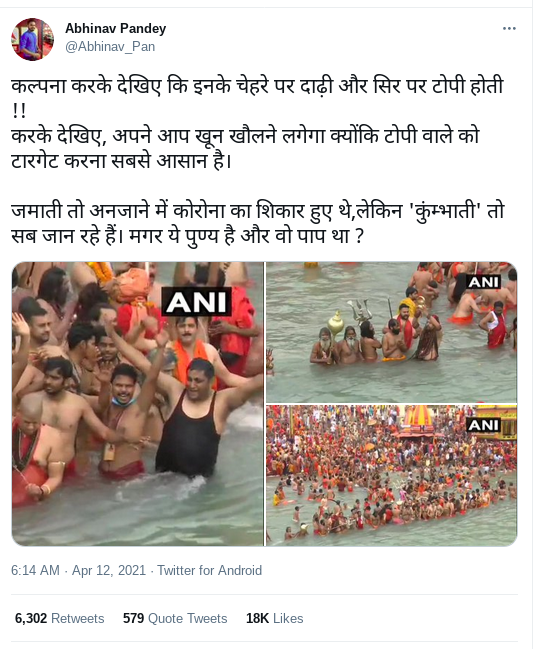 Abhinav Pandey
@Abhinav_Pan
कल्पना करके देखिए कि इनके चेहरे पर दाढ़ी और सिर पर टोपी होती
!!
करके देखिए, अपने आप खून खौलने लगेगा क्योंकि टोपी वाले को
टारगेट करना सबसे आसान है।
जमाती तो अनजाने में कोरोना का शिकार हुए थे,लेकिन 'कुंम्भाती' तो
सब जान रहे हैं। मगर ये पुण्य है और वो पाप था ?
ANI
ANI
ANI
6:14 AM · Apr 12, 2021 · Twitter for Android
6,302 Retweets 579 Quote Tweets 18K Likes